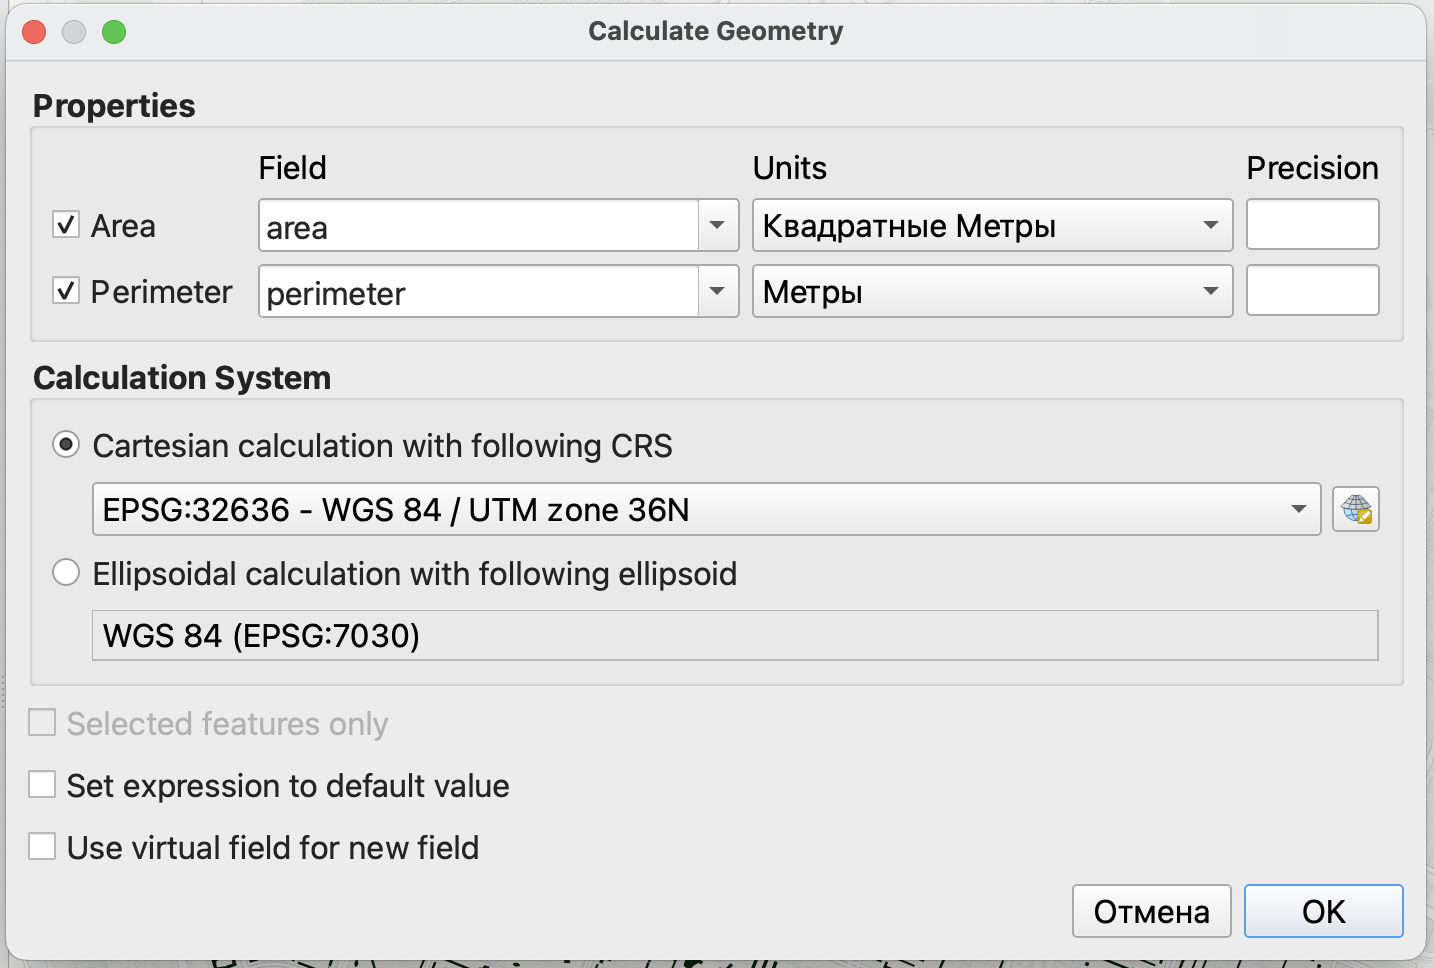 Calculate Geometry
Properties
Field Units Precision
Area area Квадратные Метры
Perimeter perimeter Метры
Calculation System
Cartesian calculation with following CRS
EPSG:32636 - WGS 84 / UTM zone 36N
Ellipsoidal calculation with following ellipsoid
WGS 84 (EPSG:7030)
Selected features only
Set expression to default value
Use virtual field for new field
Отмена OK